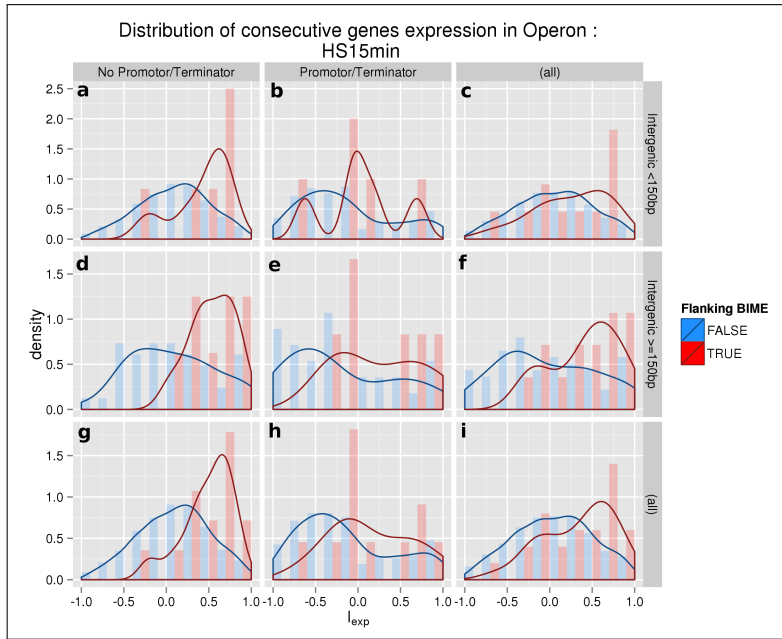 Distribution of consecutive genes expression in Operon :
HS15min
No Promotor/Terminator
Promotor/Terminator
(all)
a
b
c
2.5
2.0
1.5
1.0
0.5
0.0
Intergenic <150bp
d
e
f
1.5
1.0
0.5
0.0
Intergenic >=150bp
density
g
h
i
1.5
1.0
0.5
0.0
(all)
-1.0 -0.5 0.0 0.5 1.0
-1.0 -0.5 0.0 0.5 1.0
-1.0 -0.5 0.0 0.5 1.0
Iexp
Flanking BIME
FALSE
TRUE